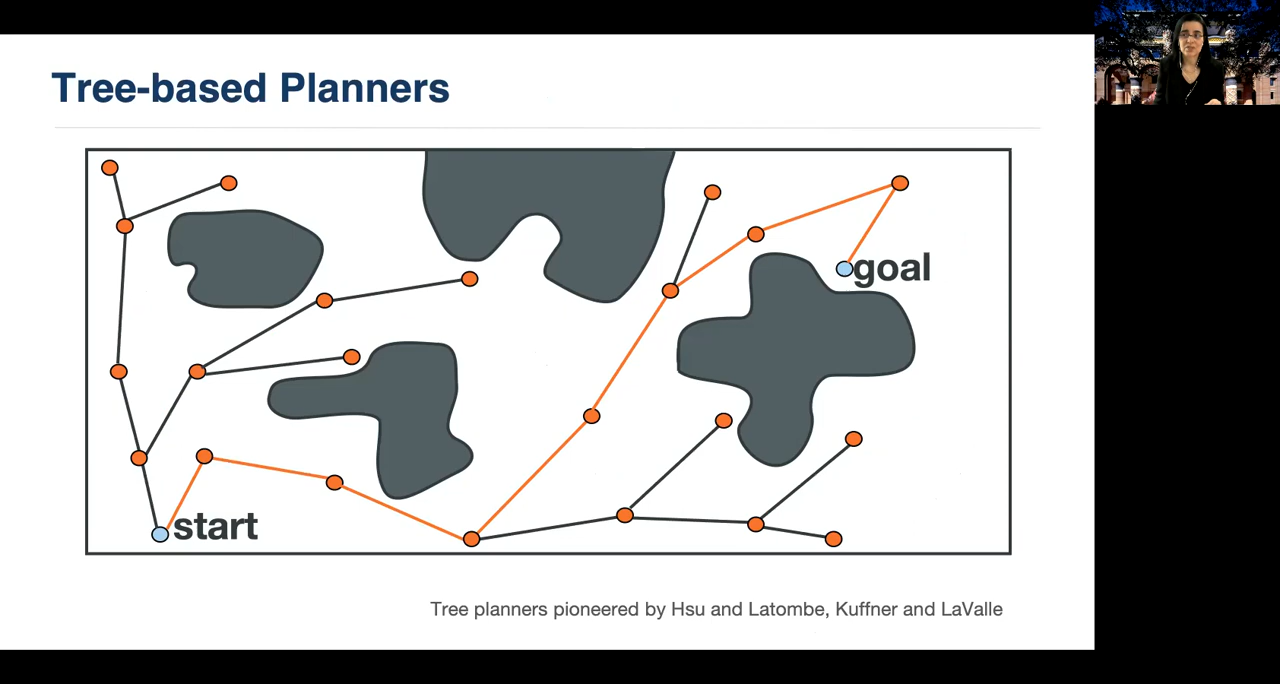 Tree-based Planners
goal
start
Tree planners pioneered by Hsu and Latombe, Kuffner and LaValle